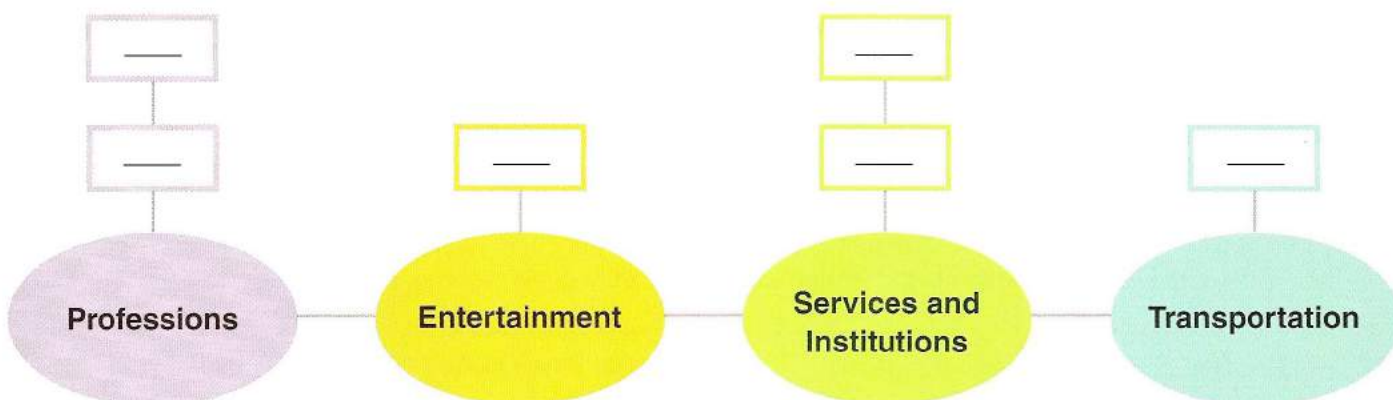 Professions
Entertainment
Services and
Institutions
Transportation